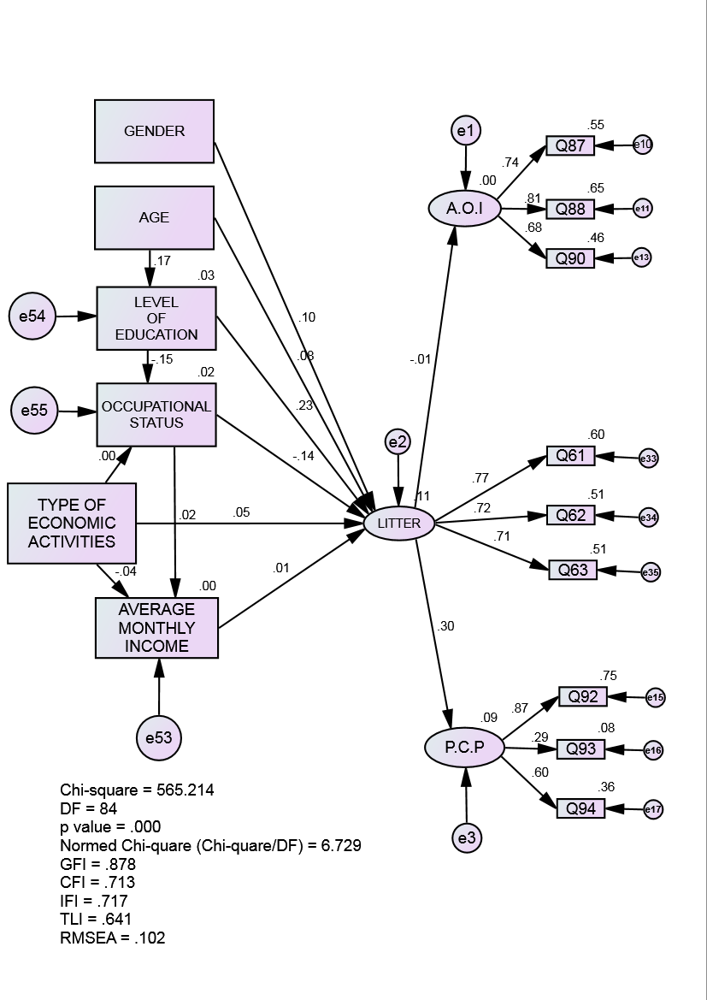 GENDER
AGE
.17
.03
e54
LEVEL
OF
EDUCATION
-.15
.02
e55
OCCUPATIONAL
STATUS
.00
TYPE OF
ECONOMIC
ACTIVITIES
.02
.05
-.04
.00
AVERAGE
MONTHLY
INCOME
e53
.10
.08
.23
-.14
.01
e2
.11
LITTER
-.01
.30
e1
.00
A.O.I
.74
.81
.68
.55
Q87
e10
.65
Q88
e11
.46
Q90
e13
.77
.72
.71
.60
Q61
e33
.51
Q62
e34
.51
Q63
e35
.09
P.C.P
e3
.87
.29
.60
.75
Q92
e15
.08
Q93
e16
.36
Q94
e17
Chi-square = 565.214
DF = 84
p value = .000
Normed Chi-quare (Chi-quare/DF) = 6.729
GFI = .878
CFI = .713
IFI = .717
TLI = .641
RMSEA = .102